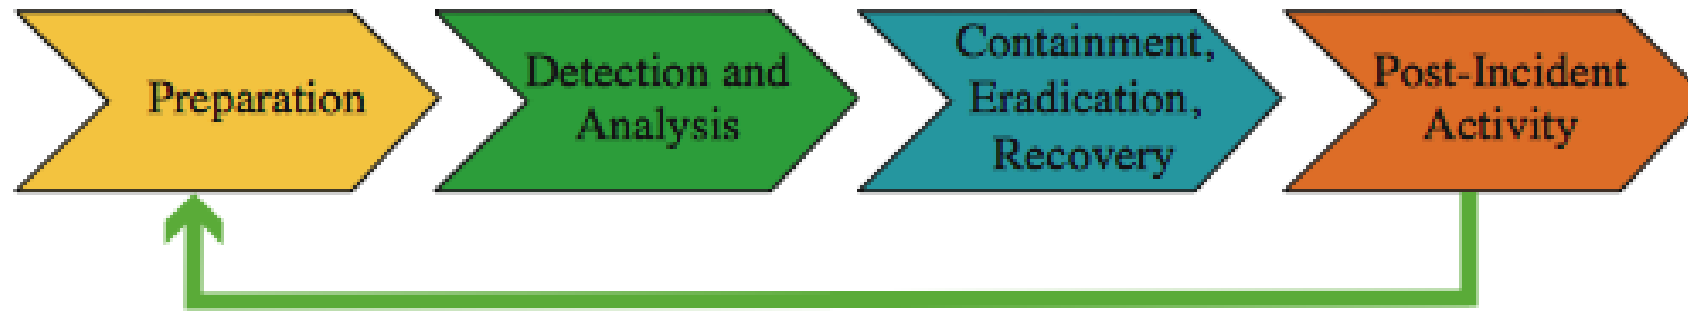 Preparation
Detection and
Analysis
Containment,
Eradication,
Recovery
Post-Incident
Activity